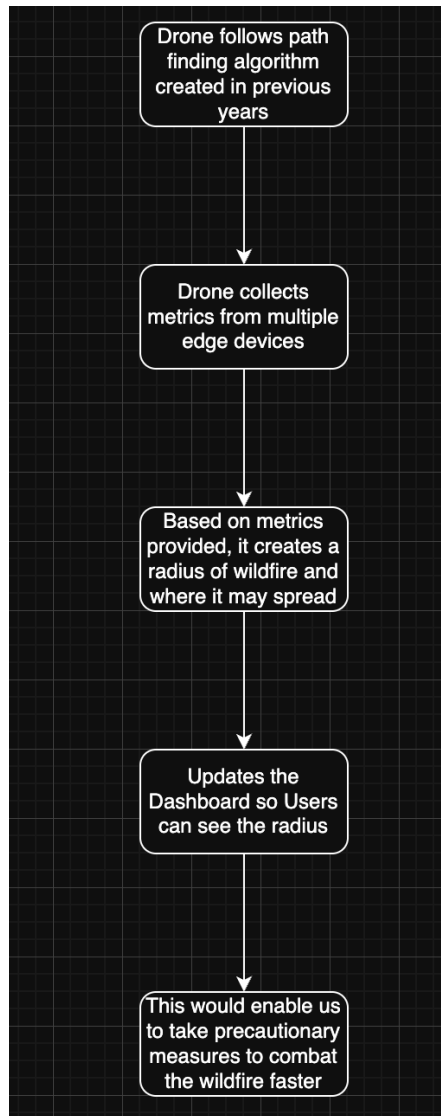 Drone follows path
finding algorithm
created in previous
years
Drone collects
metrics from multiple
edge devices
Based on metrics
provided, it creates a
radius of wildfire and
where it may spread
Updates the
Dashboard so Users
can see the radius
This would enable us
to take precautionary
measures to combat
the wildfire faster